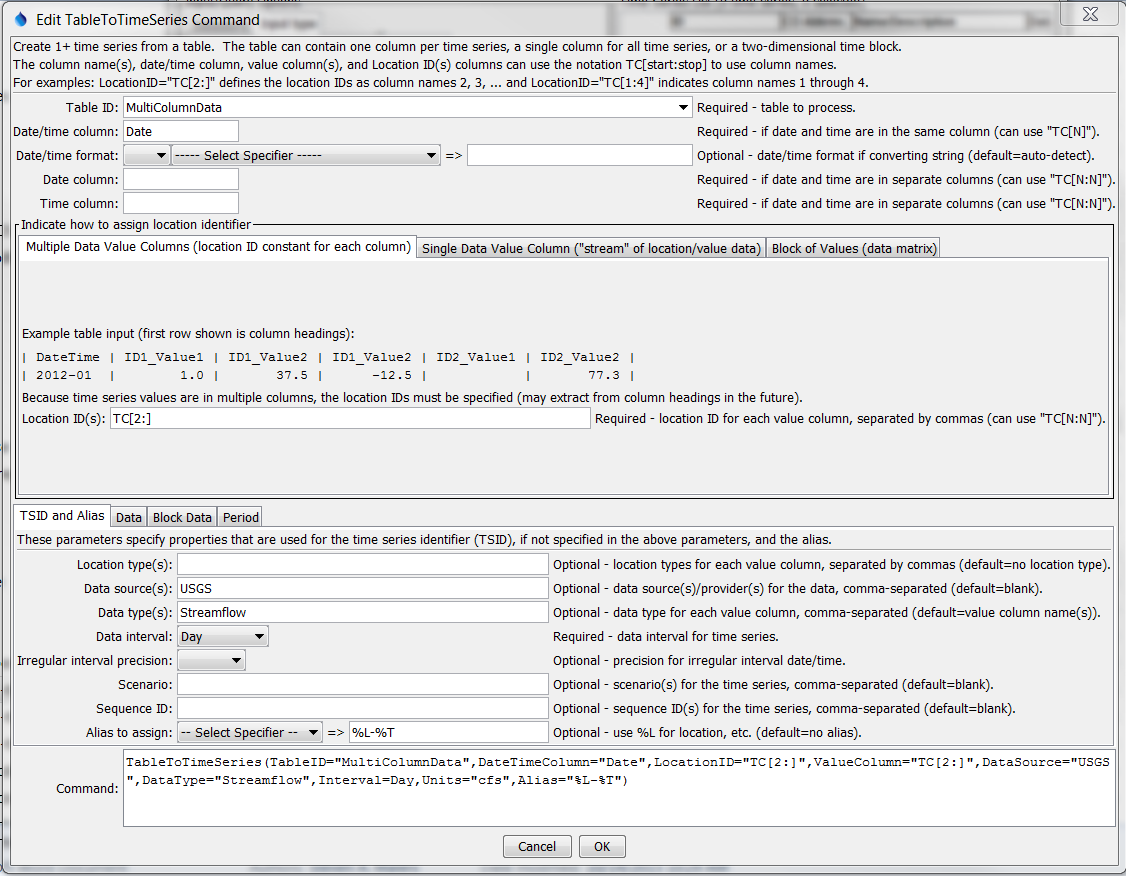 Edit TableToTimeSeries Command
Create 1+ time series from a table.  The table can contain one column per time series, a single column for all time series, or a two-dimensional time block.
The column name(s), date/time column, value column(s), and Location ID(s) columns can use the notation TC[start:stop] to use column names.
For examples: LocationID="TC[2:]" defines the location IDs as column names 2, 3, ... and LocationID="TC[1:4]" indicates column names 1 through 4.
Table ID: MultiColumnData Required - table to process.
Date/time column: Date Required - if date and time are in the same column (can use "TC[N]").
Date/time format: ----- Select Specifier ----- => Optional - date/time format if converting string (default=auto-detect).
Date column: Required - if date and time are in separate columns (can use "TC[N:N]").
Time column: Required - if date and time are in separate columns (can use "TC[N:N]").
Indicate how to assign location identifier
Multiple Data Value Columns (location ID constant for each column) Single Data Value Column ("stream" of location/value data) Block of Values (data matrix)
Example table input (first row shown is column headings):
| DateTime | ID1_Value1 | ID1_Value2 | ID1_Value2 | ID2_Value1 | ID2_Value2 |
| 2012-01  |        1.0 |       37.5 |      -12.5 |            |       77.3 |
Because time series values are in multiple columns, the location IDs must be specified (may extract from column headings in the future).
Location ID(s): TC[2:] Required - location ID for each value column, separated by commas (can use "TC[N:N]").
TSID and Alias Data Block Data Period
These parameters specify properties that are used for the time series identifier (TSID), if not specified in the above parameters, and the alias.
Location type(s): Optional - location types for each value column, separated by commas (default=no location type).
Data source(s): USGS Optional - data source(s)/provider(s) for the data, comma-separated (default=blank).
Data type(s): Streamflow Optional - data type for each value column, comma-separated (default=value column name(s)).
Data interval: Day Required - data interval for time series.
Irregular interval precision: Optional - precision for irregular interval date/time.
Scenario: Optional - scenario(s) for the time series, comma-separated (default=blank).
Sequence ID: Optional - sequence ID(s) for the time series, comma-separated (default=blank).
Alias to assign: -- Select Specifier -- => %L-%T Optional - use %L for location, etc. (default=no alias).
Command: TableToTimeSeries(TableID="MultiColumnData",DateTimeColumn="Date",LocationID="TC[2:]",ValueColumn="TC[2:]",DataSource="USGS
",DataType="Streamflow",Interval=Day,Units="cfs",Alias="%L-%T")
Cancel OK